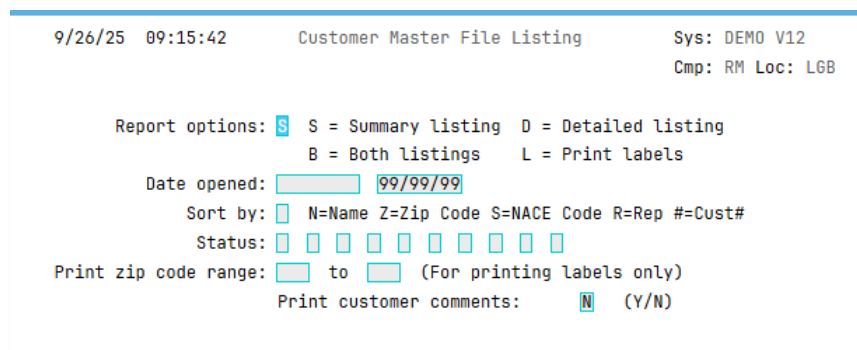 9/26/25 09:15:42 Customer Master File Listing Sys: DEMO V12
Cmp: RM Loc: LGB
Report options: S S = Summary listing D = Detailed listing
B = Both listings L = Print labels
Date opened: 99/99/99
Sort by: N=Name Z=Zip Code S=NACE Code R=Rep #=Cust#
Status:
Print zip code range: to (For printing labels only)
Print customer comments: N (Y/N)